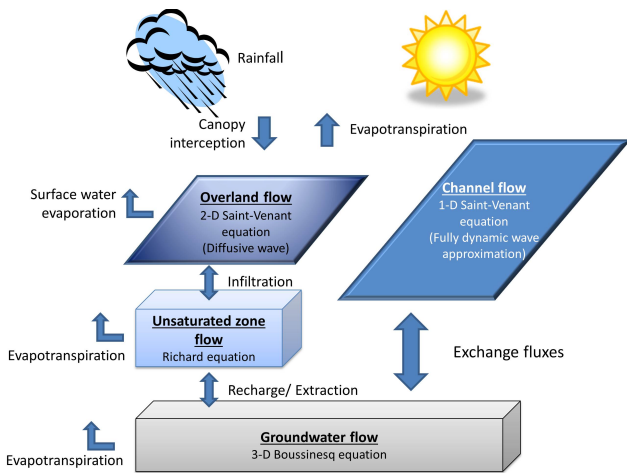 Rainfall
Canopy
interception
Evapotranspiration
Surface water
evaporation
Overland flow
2-D Saint-Venant
equation
(Diffusive wave)
Channel flow
1-D Saint-Venant
equation
(Fully dynamic wave
approximation)
Infiltration
Unsaturated zone
flow
Richard equation
Evapotranspiration
Exchange fluxes
Recharge/ Extraction
Groundwater flow
3-D Boussinesq equation
Evapotranspiration